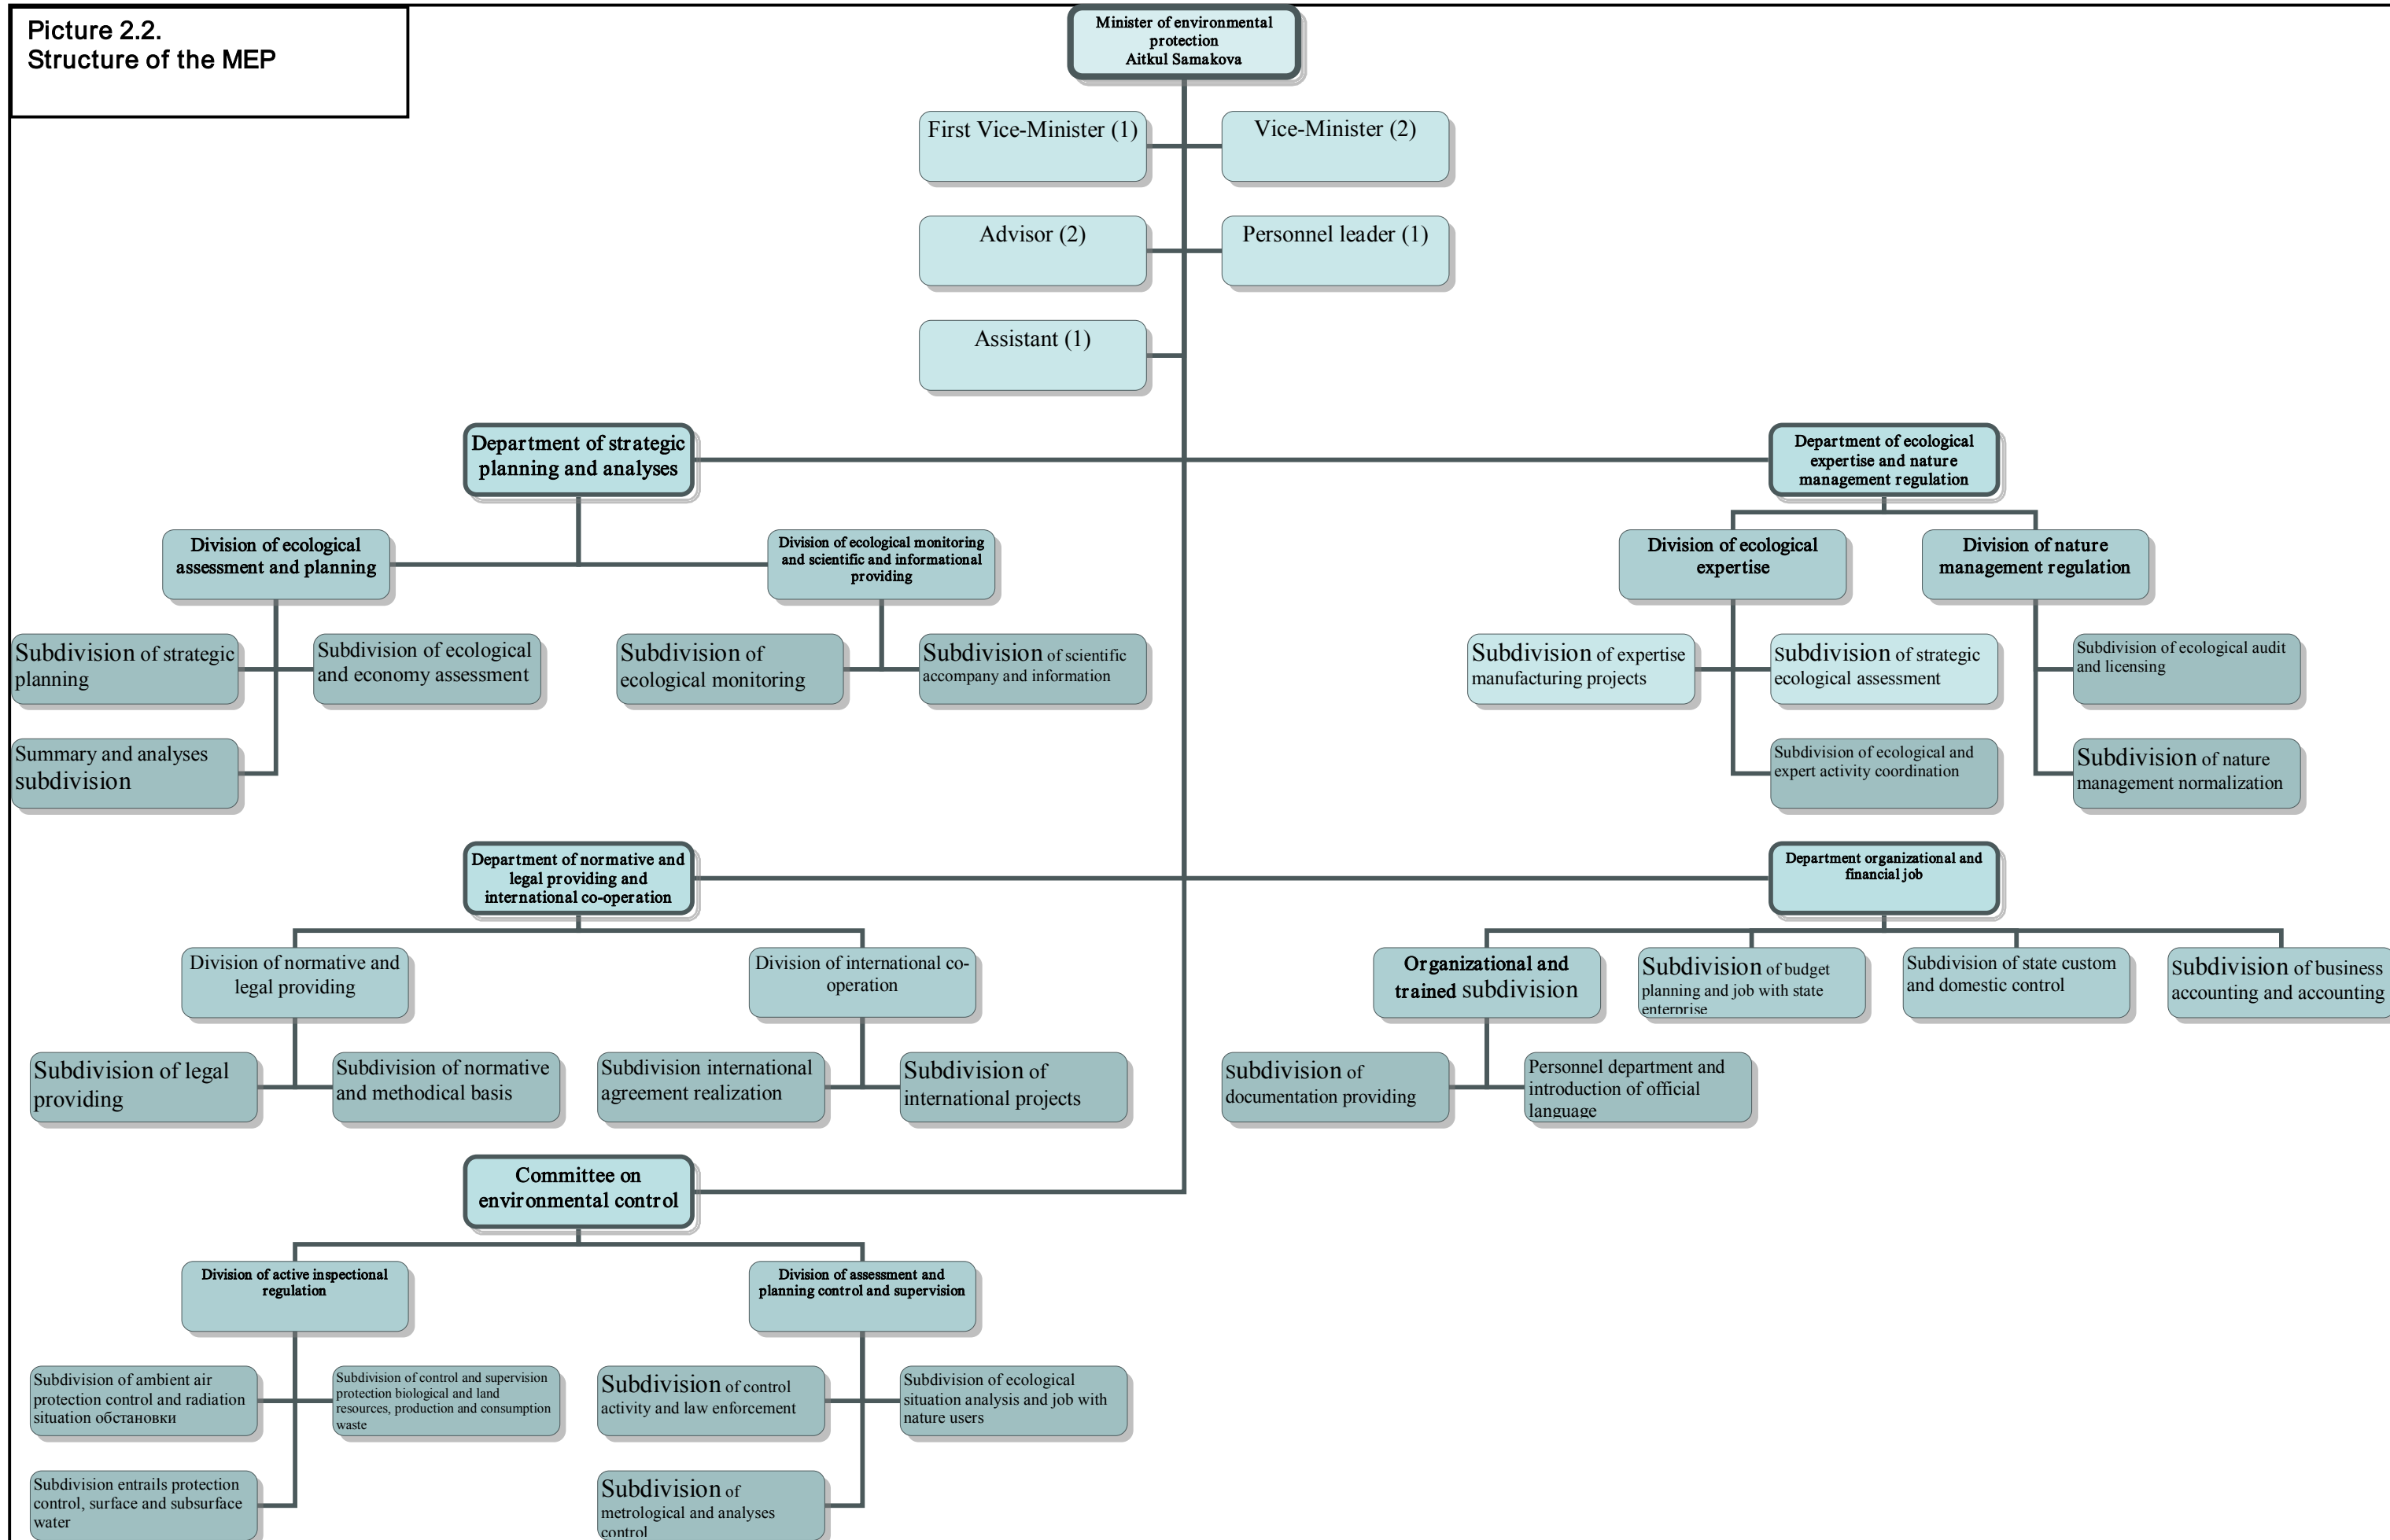 Picture 2.2.
Structure of the MEP
Minister of environmental
protection
Aitkul Samakova
First Vice-Minister (1)
Vice-Minister (2)
Advisor (2)
Personnel leader (1)
Assistant (1)
Department of strategic
planning and analyses
Department of ecological
expertise and nature
management regulation
Division of ecological
assessment and planning
Division of ecological monitoring
and scientific and informational
providing
Division of ecological
expertise
Division of nature
management regulation
Subdivision of strategic
planning
Subdivision of ecological
and economy assessment
Subdivision of
ecological monitoring
Subdivision of scientific
accompany and information
Subdivision of expertise
manufacturing projects
Subdivision of strategic
ecological assessment
Subdivision of ecological audit
and licensing
Summary and analyses
subdivision
Subdivision of ecological and
expert activity coordination
Subdivision of nature
management normalization
Department of normative and
legal providing and
international co-operation
Department organizational and
financial job
Division of normative and
legal providing
Division of international co-
operation
Organizational and
trained subdivision
Subdivision of budget
planning and job with state
enterprise
Subdivision of state custom
and domestic control
Subdivision of business
accounting and accounting
Subdivision of legal
providing
Subdivision of normative
and methodical basis
Subdivision international
agreement realization
Subdivision of
international projects
Subdivision of
documentation providing
Personnel department and
introduction of official
language
Committee on
environmental control
Division of active inspectional
regulation
Division of assessment and
planning control and supervision
Subdivision of ambient air
protection control and radiation
situation обстановки
Subdivision of control and supervision
protection biological and land
resources, production and consumption
waste
Subdivision of control
activity and law enforcement
Subdivision of ecological
situation analysis and job with
nature users
Subdivision entrails protection
control, surface and subsurface
water
Subdivision of
metrological and analyses
control